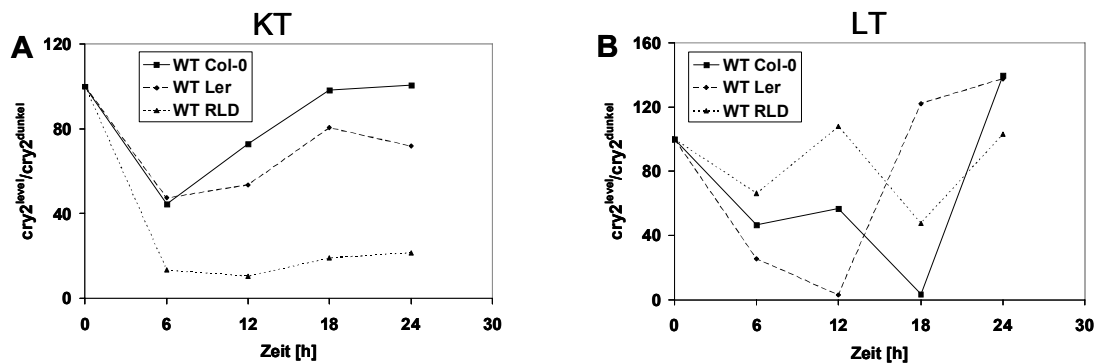 KT
A
120
80
40
0
0 6 12 18 24 30
cry2level/cry2dunkel
Zeit [h]
WT Col-0
WT Ler
WT RLD
LT
B
160
120
80
40
0
0 6 12 18 24 30
cry2level/cry2dunkel
Zeit [h]
WT Col-0
WT Ler
WT RLD